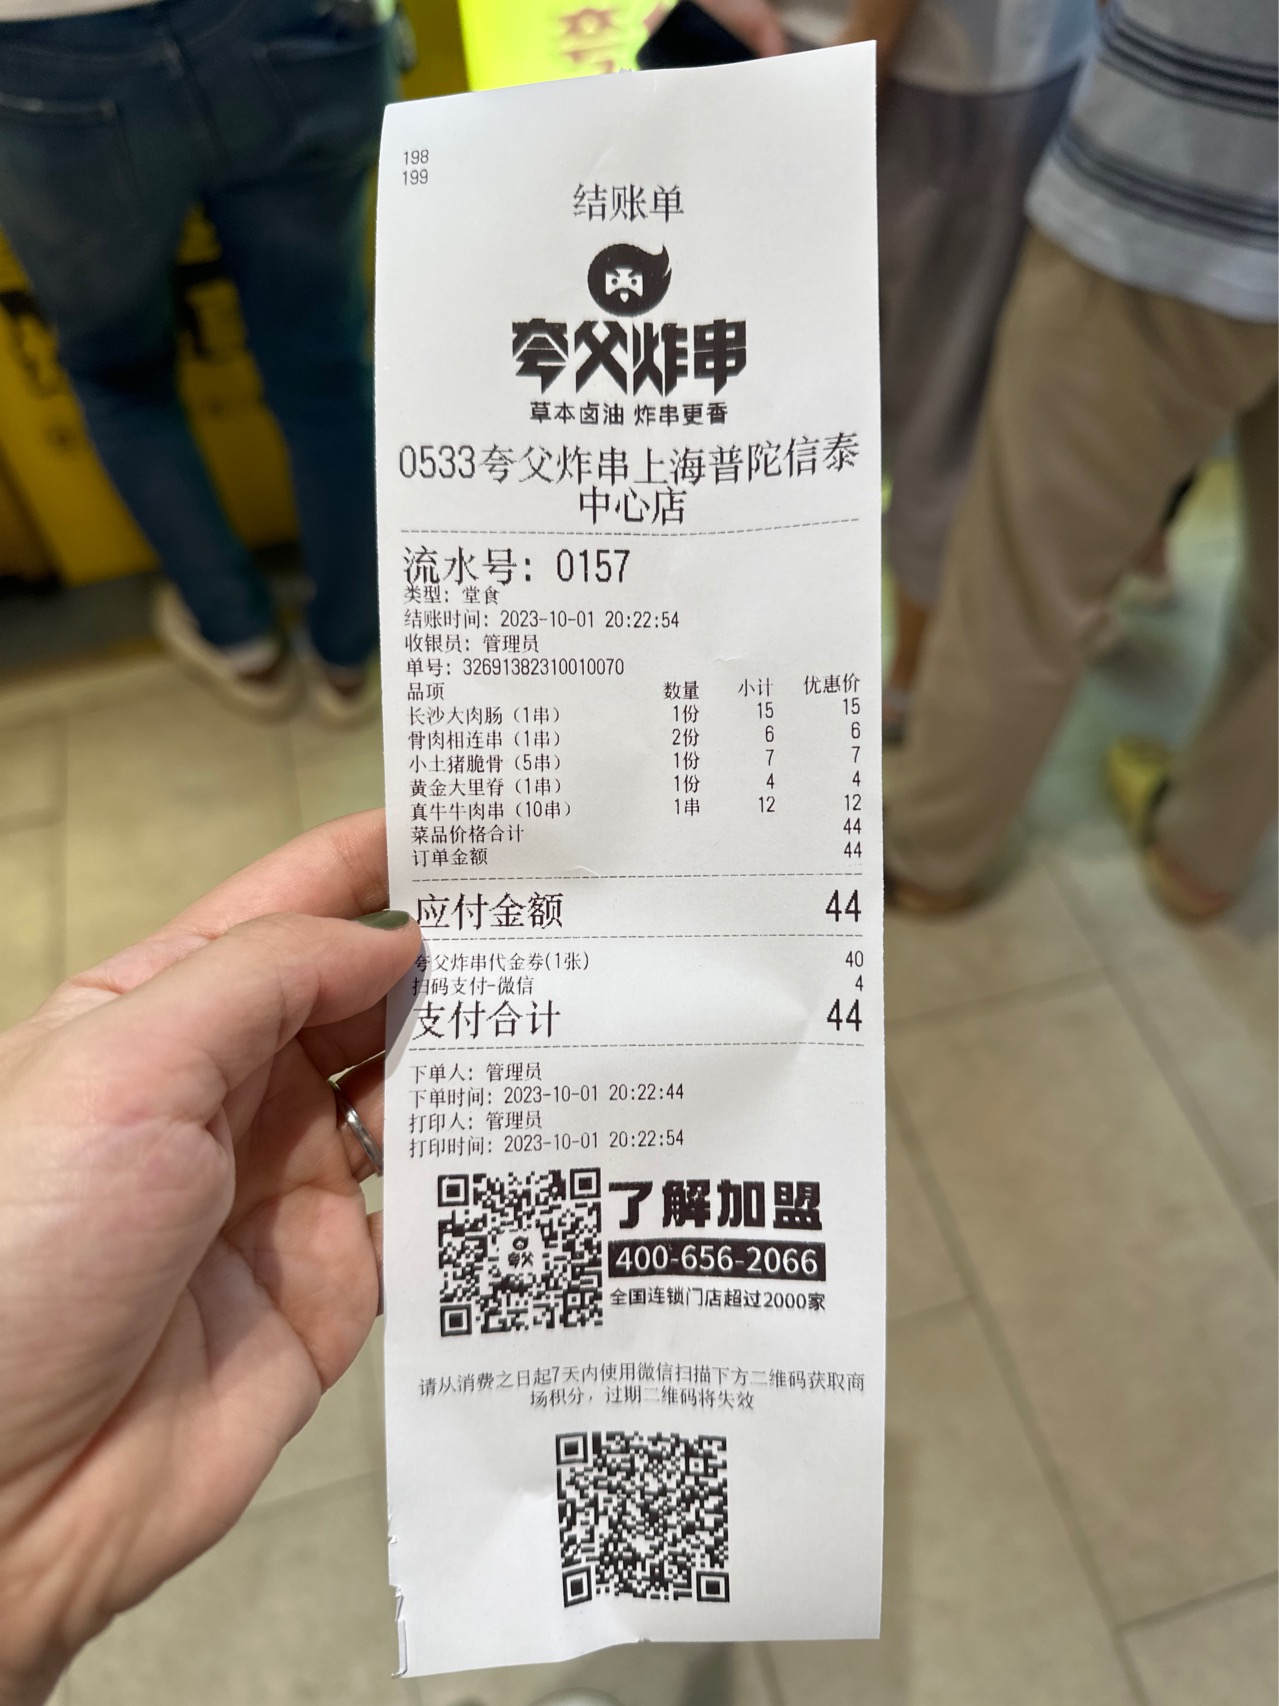 198
199
结账单
夸父炸串
草本卤油 炸串更香
0533夸父炸串上海普陀信泰
中心店
流水号: 0157
类型: 堂食
结账时间: 2023-10-01 20:22:54
收银员: 管理员
单号: 32691382310010070
品项 数量 小计 优惠价
长沙大肉肠 (1串) 1份 15 15
骨肉相连串 (1串) 2份 6 6
小土猪脆骨 (5串) 1份 7 7
黄金大里脊 (1串) 1份 4 4
真牛牛肉串 (10串) 1串 12 12
菜品价格合计 44
订单金额 44
应付金额 44
夸父炸串代金券(1张) 40
扫码支付-微信 4
支付合计 44
下单人: 管理员
下单时间: 2023-10-01 20:22:44
打印人: 管理员
打印时间: 2023-10-01 20:22:54
夸父
了解加盟
400-656-2066
全国连锁门店超过2000家
请从消费之日起7天内使用微信扫描下方二维码获取商
场积分, 过期二维码将失效